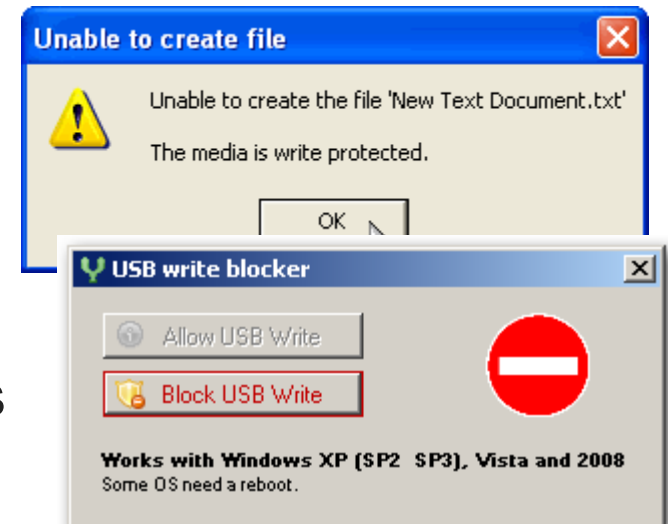 Unable to create file
Unable to create the file 'New Text Document.txt'
The media is write protected.
OK
USB write blocker
Allow USB Write
Block USB Write
s
Works with Windows XP (SP2 SP3), Vista and 2008
Some OS need a reboot.